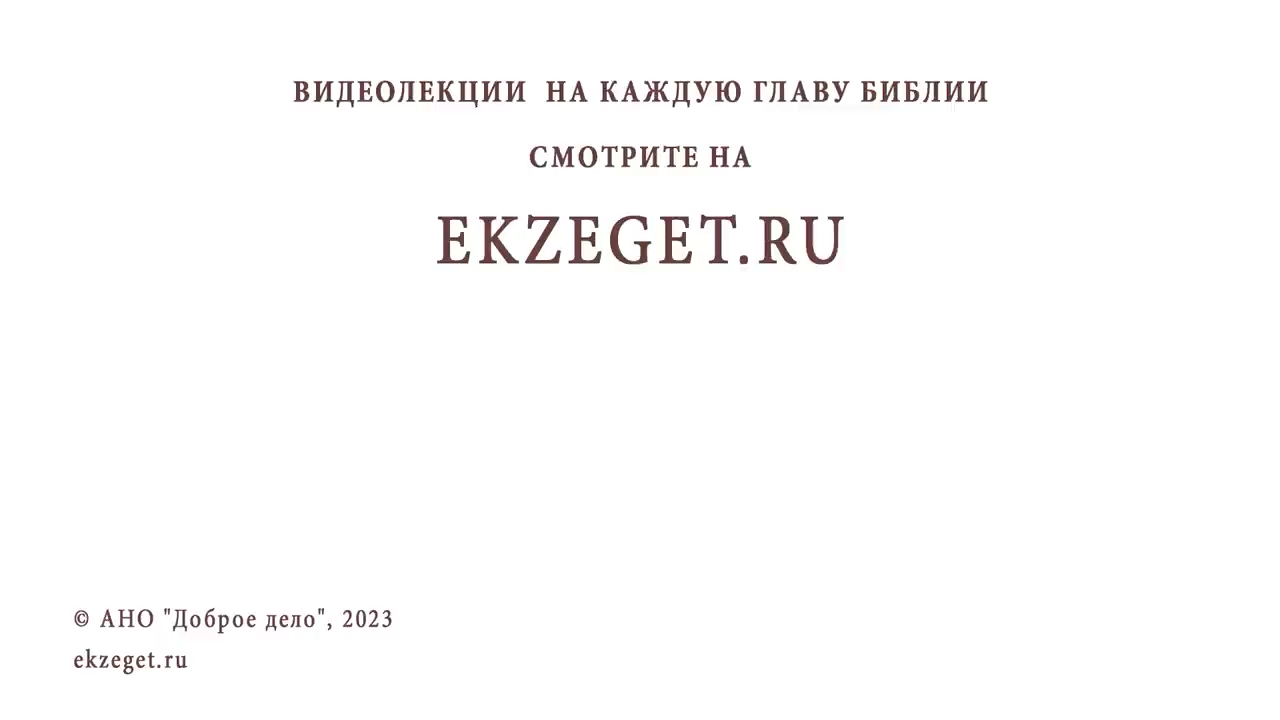 ВИДЕОЛЕКЦИИ НА КАЖДУЮ ГЛАВУ БИБЛИИ
СМОТРИТЕ НА
EKZEGET.RU
© АНО "Доброе дело", 2023
ekzeget.ru